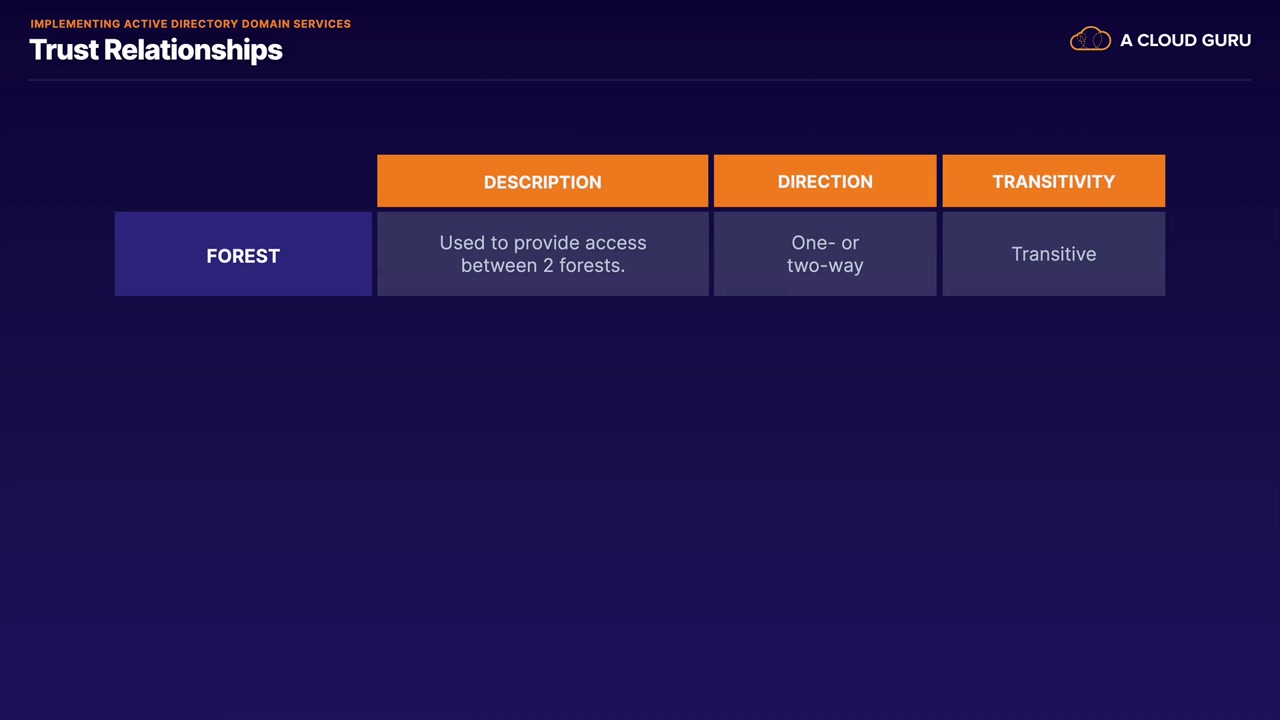 IMPLEMENTING ACTIVE DIRECTORY DOMAIN SERVICES
Trust Relationships
A CLOUD GURU
DESCRIPTION
DIRECTION
TRANSITIVITY
FOREST
Used to provide access
between 2 forests.
One- or
two-way
Transitive